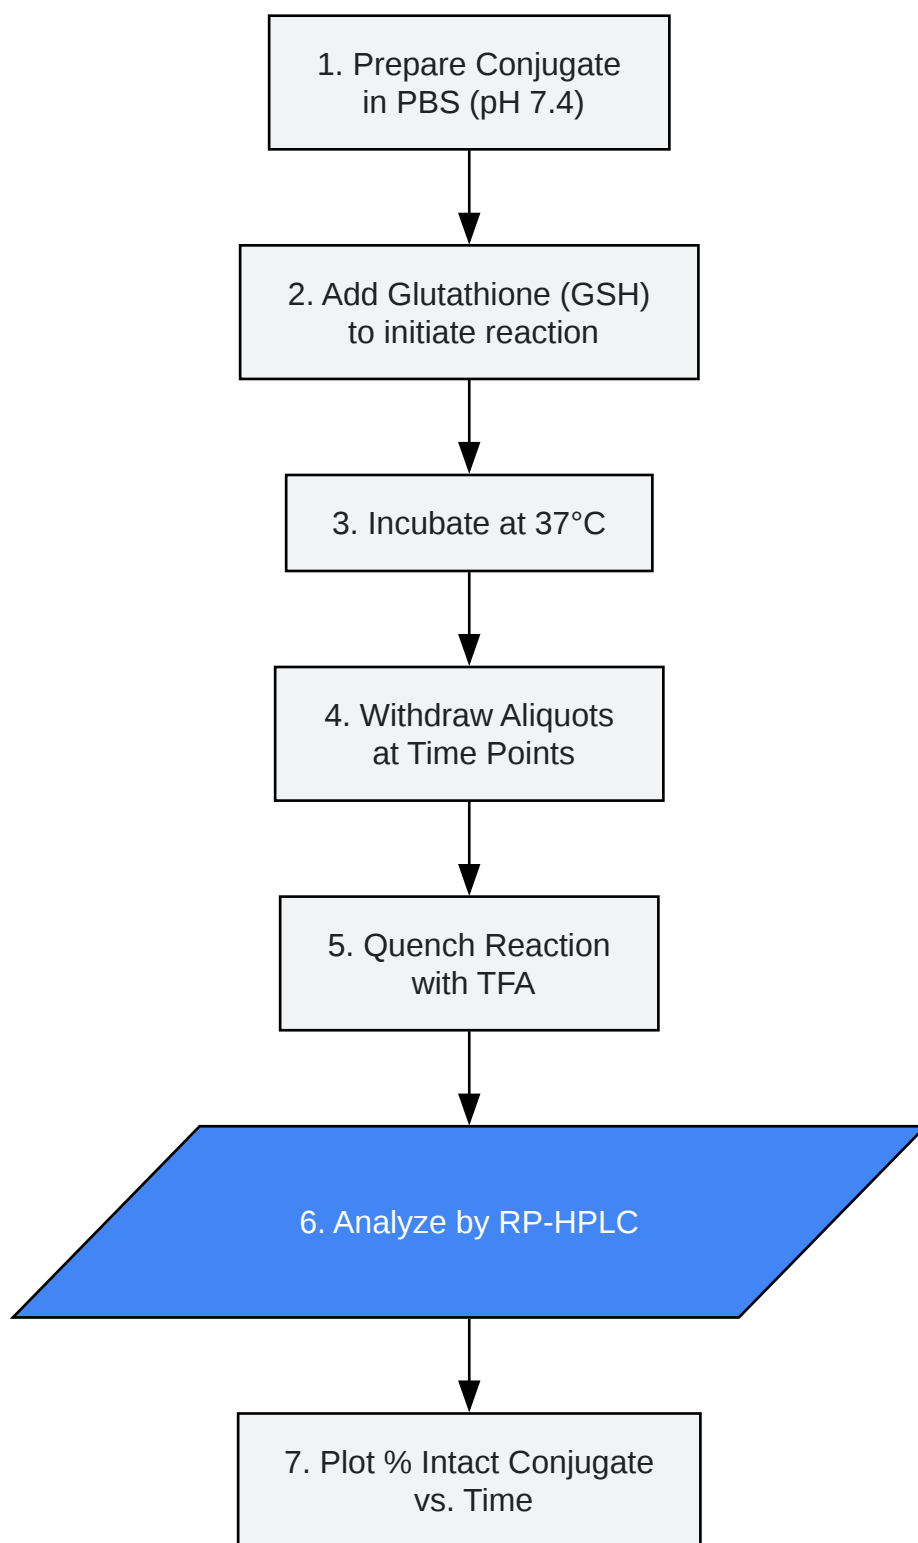 1. Prepare Conjugate
in PBS (pH 7.4)
2. Add Glutathione (GSH)
to initiate reaction
3. Incubate at 37°C
4. Withdraw Aliquots
at Time Points
5. Quench Reaction
with TFA
6. Analyze by RP-HPLC
7. Plot % Intact Conjugate
vs. Time